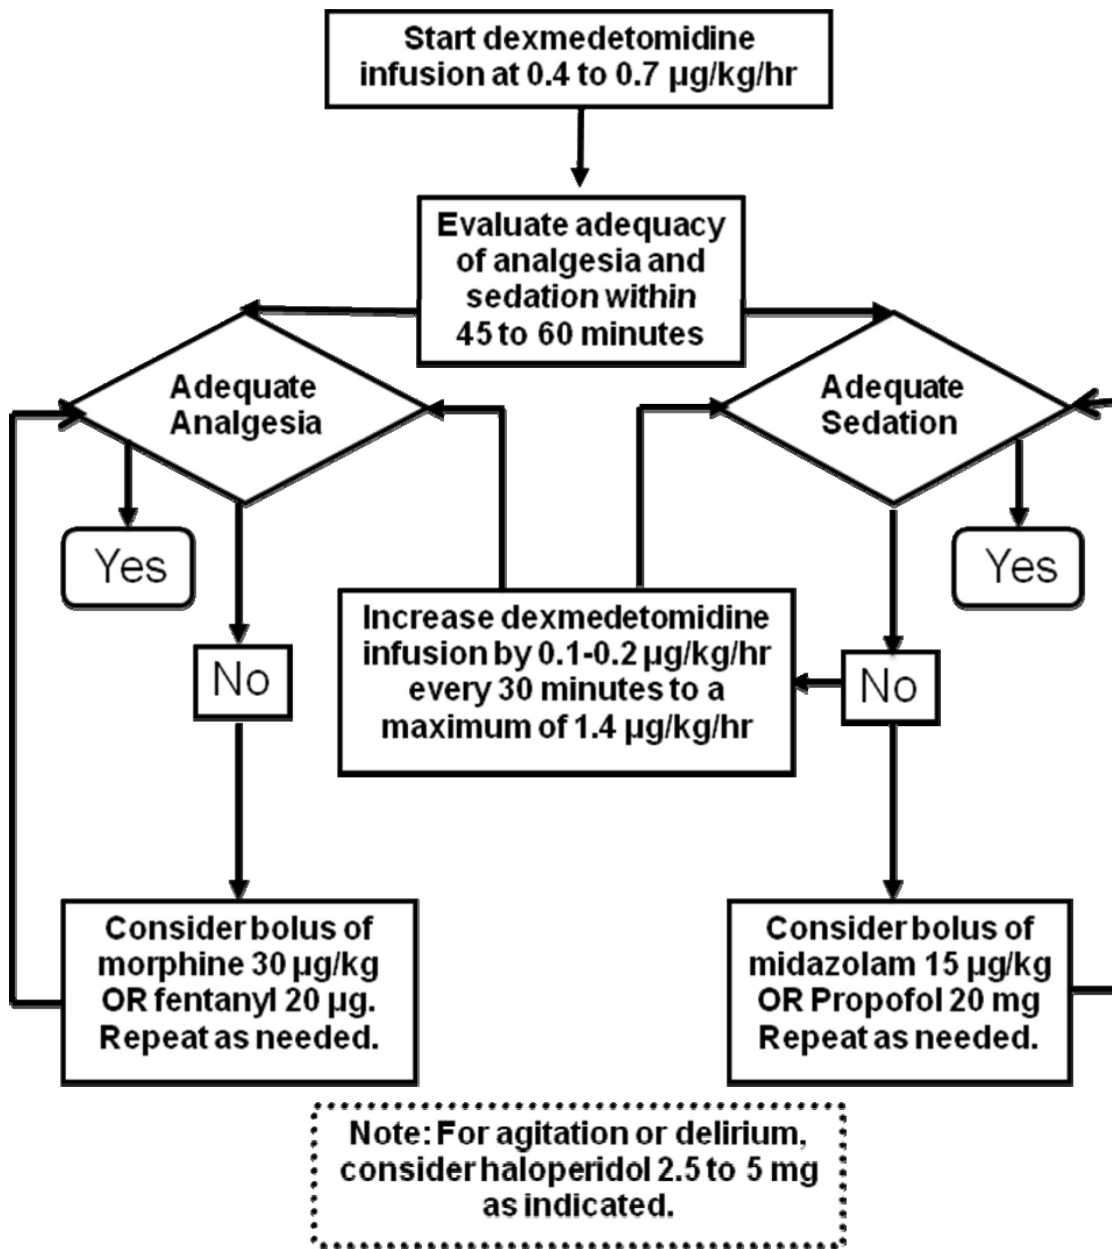 Start dexmedetomidine
infusion at 0.4 to 0.7 µg/kg/hr
Evaluate adequacy
of analgesia and
sedation within
45 to 60 minutes
Adequate
Analgesia
Adequate
Sedation
Yes
Yes
No
Increase dexmedetomidine
infusion by 0.1-0.2 µg/kg/hr
every 30 minutes to a
maximum of 1.4 µg/kg/hr
No
Consider bolus of
morphine 30 µg/kg
OR fentanyl 20 µg.
Repeat as needed.
Consider bolus of
midazolam 15 µg/kg
OR Propofol 20 mg
Repeat as needed.
Note: For agitation or delirium,
consider haloperidol 2.5 to 5 mg
as indicated.